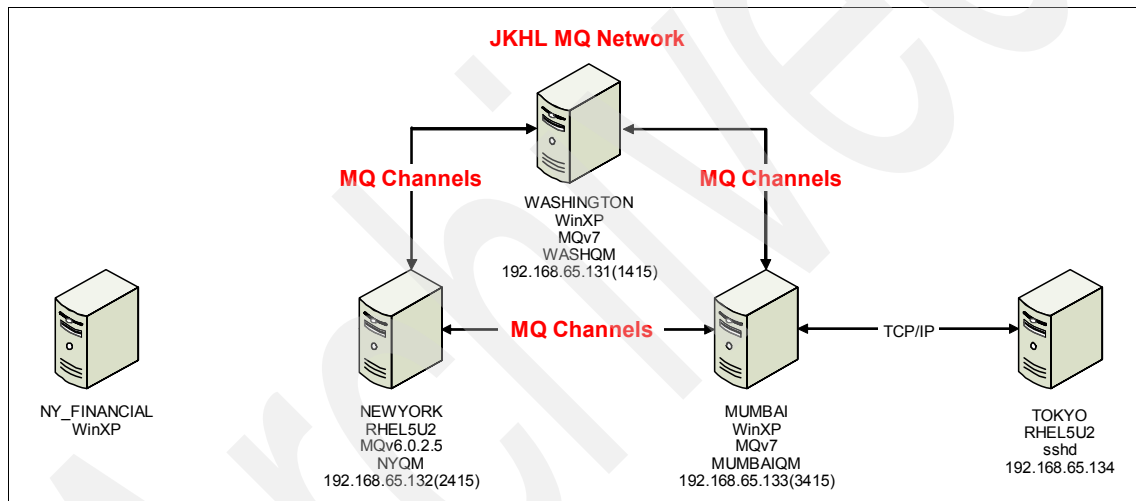 JKHL MQ Network
MQ Channels
MQ Channels
WASHINGTON
WinXP
MQv7
WASHQM
192.168.65.131(1415)
MQ Channels
TCP/IP
NY_FINANCIAL
WinXP
NEWYORK
RHEL5U2
MQv6.0.2.5
NYQM
192.168.65.132(2415)
MUMBAI
WinXP
MQv7
MUMBAIQM
192.168.65.133(3415)
TOKYO
RHEL5U2
sshd
192.168.65.134
Archived